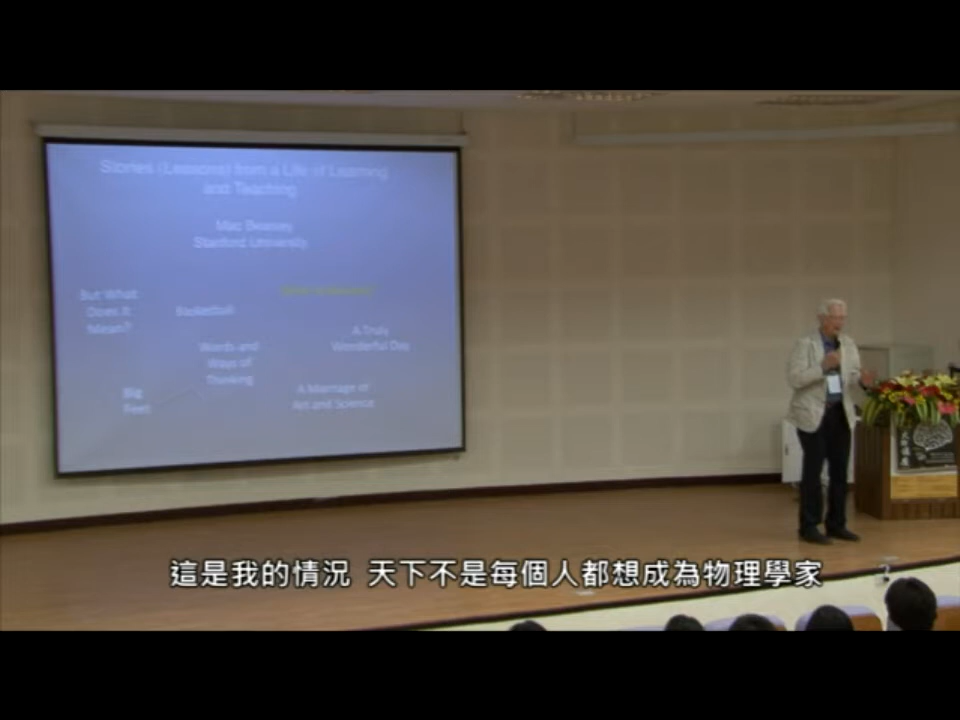 Stories (Lessons) from a Life of Learning
and Teaching
Mac Beasley
Stanford University
But What
Does It
Mean?
Basketball
Words and
Ways of
Thinking
A Truly
Wonderful Day
Big
Feet
A Marriage of
Art and Science
這是我的情況 天下不是每個人都想成為物理學家